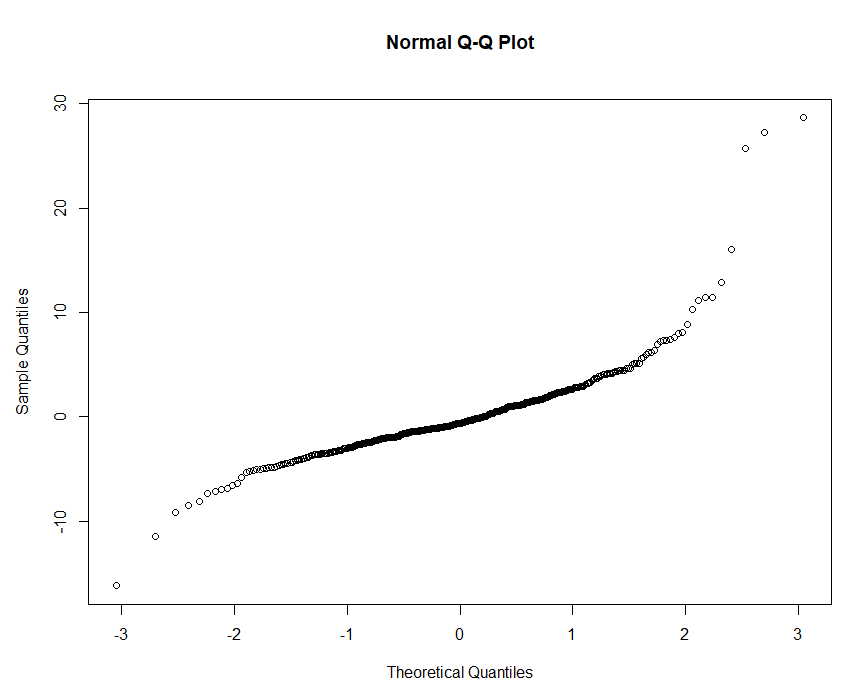 Normal Q-Q Plot
30
20
10
0
-10
Sample Quantiles
-3 -2 -1 0 1 2 3
Theoretical Quantiles